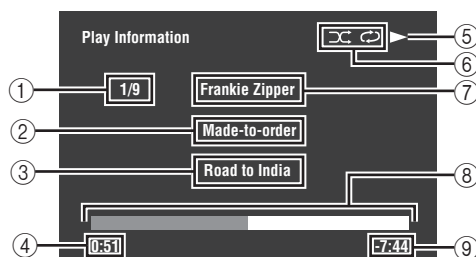 Play Information
⑤
⑥
① 1/9 Frankie Zipper ⑦
② Made-to-order
③ Road to India
⑧
④ 0:51 -7:44 ⑨